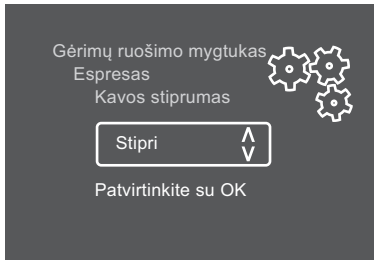 Gėrimų ruošimo mygtukas
Espresas
Kavos stiprumas
Stipri
Patvirtinkite su OK